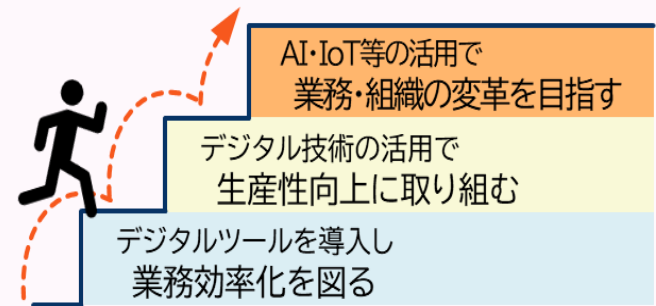 AI・IoT等の活用で
業務・組織の変革を目指す
デジタル技術の活用で
生産性向上に取り組む
デジタルツールを導入し
業務効率化を図る